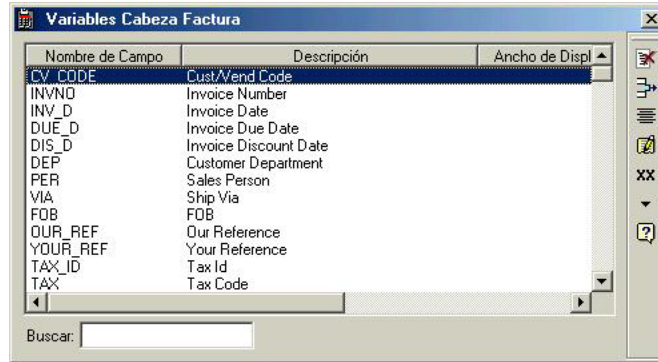 Variables Cabeza Factura
Nombre de Campo Descripción Ancho de Displ
CV_CODE Cust/Vend Code
INVNO Invoice Number
INV_D Invoice Date
DUE_D Invoice Due Date
DIS_D Invoice Discount Date
DEP Customer Department
PER Sales Person
VIA Ship Via
FOB FOB
OUR_REF Our Reference
YOUR_REF Your Reference
TAX_ID Tax Id
TAX Tax Code
XX
Buscar: